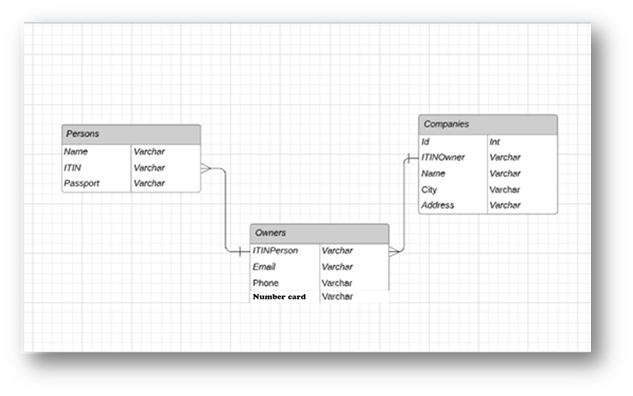 Persons
Name Varchar
ITIN Varchar
Passport Varchar
Companies
Id Int
ITINOwner Varchar
Name Varchar
City Varchar
Address Varchar
Owners
ITINPerson Varchar
Email Varchar
Phone Varchar
Number card Varchar